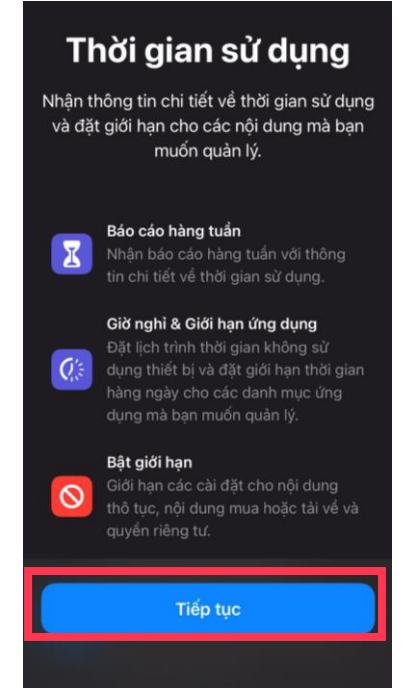 Thời gian sử dụng
Nhận thông tin chi tiết về thời gian sử dụng
và đặt giới hạn cho các nội dung mà bạn
muốn quản lý.
Báo cáo hàng tuần
Nhận báo cáo hàng tuần với thông
tin chi tiết về thời gian sử dụng.
Giờ nghỉ & Giới hạn ứng dụng
Đặt lịch trình thời gian không sử
dụng thiết bị và đặt giới hạn thời gian
hàng ngày cho các danh mục ứng
dụng mà bạn muốn quản lý.
Bật giới hạn
Giới hạn các cài đặt cho nội dung
thô tục, nội dung mua hoặc tải về và
quyền riêng tư.
Tiếp tục